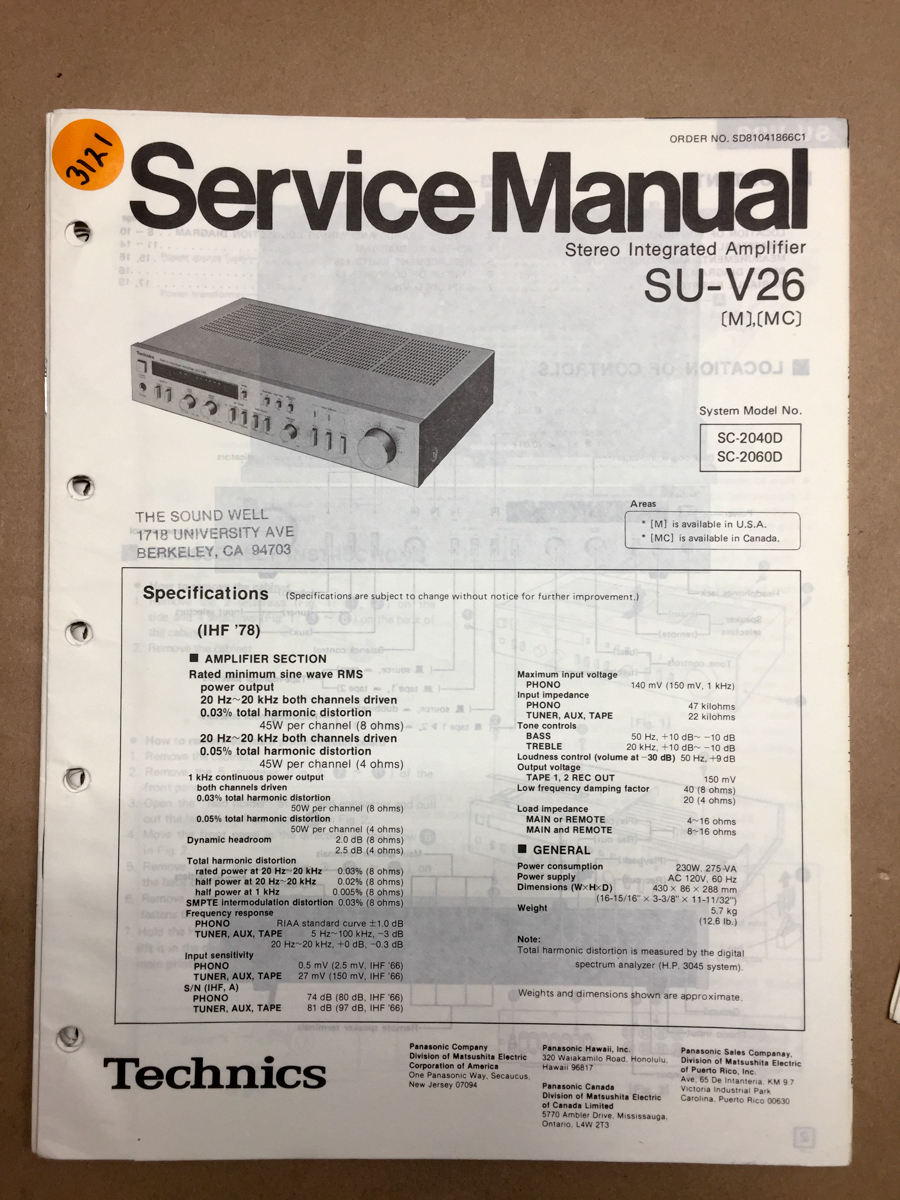 3121
ORDER NO. SD81041866C1
Service Manual
Stereo Integrated Amplifier
SU-V26
[M],[MC]
Technics
System Model No.
SC-2040D
SC-2060D
THE SOUND WELL
1718 UNIVERSITY AVE
BERKELEY, CA 94703
Areas
* [M] is available in U.S.A.
* [MC] is available in Canada.
Specifications (Specifications are subject to change without notice for further improvement.)
(IHF '78)
■ AMPLIFIER SECTION
Rated minimum sine wave RMS
power output
20 Hz~20 kHz both channels driven
0.03% total harmonic distortion
45W per channel (8 ohms)
20 Hz~20 kHz both channels driven
0.05% total harmonic distortion
45W per channel (4 ohms)
1 kHz continuous power output
both channels driven
0.03% total harmonic distortion
50W per channel (8 ohms)
0.05% total harmonic distortion
50W per channel (4 ohms)
Dynamic headroom 2.0 dB (8 ohms)
2.5 dB (4 ohms)
Total harmonic distortion
rated power at 20 Hz~20 kHz 0.03% (8 ohms)
half power at 20 Hz~20 kHz 0.02% (8 ohms)
half power at 1 kHz 0.005% (8 ohms)
SMPTE intermodulation distortion 0.03% (8 ohms)
Frequency response
PHONO RIAA standard curve ±1.0 dB
TUNER, AUX, TAPE 5 Hz~100 kHz, −3 dB
20 Hz~20 kHz, +0 dB, −0.3 dB
Input sensitivity
PHONO 0.5 mV (2.5 mV, IHF '66)
TUNER, AUX, TAPE 27 mV (150 mV, IHF '66)
S/N (IHF, A)
PHONO 74 dB (80 dB, IHF '66)
TUNER, AUX, TAPE 81 dB (97 dB, IHF '66)
Maximum input voltage
PHONO 140 mV (150 mV, 1 kHz)
Input impedance
PHONO 47 kilohms
TUNER, AUX, TAPE 22 kilohms
Tone controls
BASS 50 Hz, +10 dB~ −10 dB
TREBLE 20 kHz, +10 dB~ −10 dB
Loudness control (volume at −30 dB) 50 Hz, +9 dB
Output voltage
TAPE 1, 2 REC OUT 150 mV
Low frequency damping factor 40 (8 ohms)
20 (4 ohms)
Load impedance
MAIN or REMOTE 4~16 ohms
MAIN and REMOTE 8~16 ohms
■ GENERAL
Power consumption 230W, 275-VA
Power supply AC 120V, 60 Hz
Dimensions (W×H×D) 430 × 86 × 288 mm
(16-15/16" × 3-3/8" × 11-11/32")
Weight 5.7 kg
(12.6 lb.)
Note:
Total harmonic distortion is measured by the digital
spectrum analyzer (H.P. 3045 system).
Weights and dimensions shown are approximate.
Technics
Panasonic Company
Division of Matsushita Electric
Corporation of America
One Panasonic Way, Secaucus,
New Jersey 07094
Panasonic Hawaii, Inc.
320 Waiakamilo Road, Honolulu,
Hawaii 96817
Panasonic Canada
Division of Matsushita Electric
of Canada Limited
5770 Ambler Drive, Mississauga,
Ontario, L4W 2T3
Panasonic Sales Companay,
Division of Matsushita Electric
of Puerto Rico, Inc.
Ave. 65 De Infanteria, KM 9.7
Victoria Industrial Park
Carolina, Puerto Rico 00630